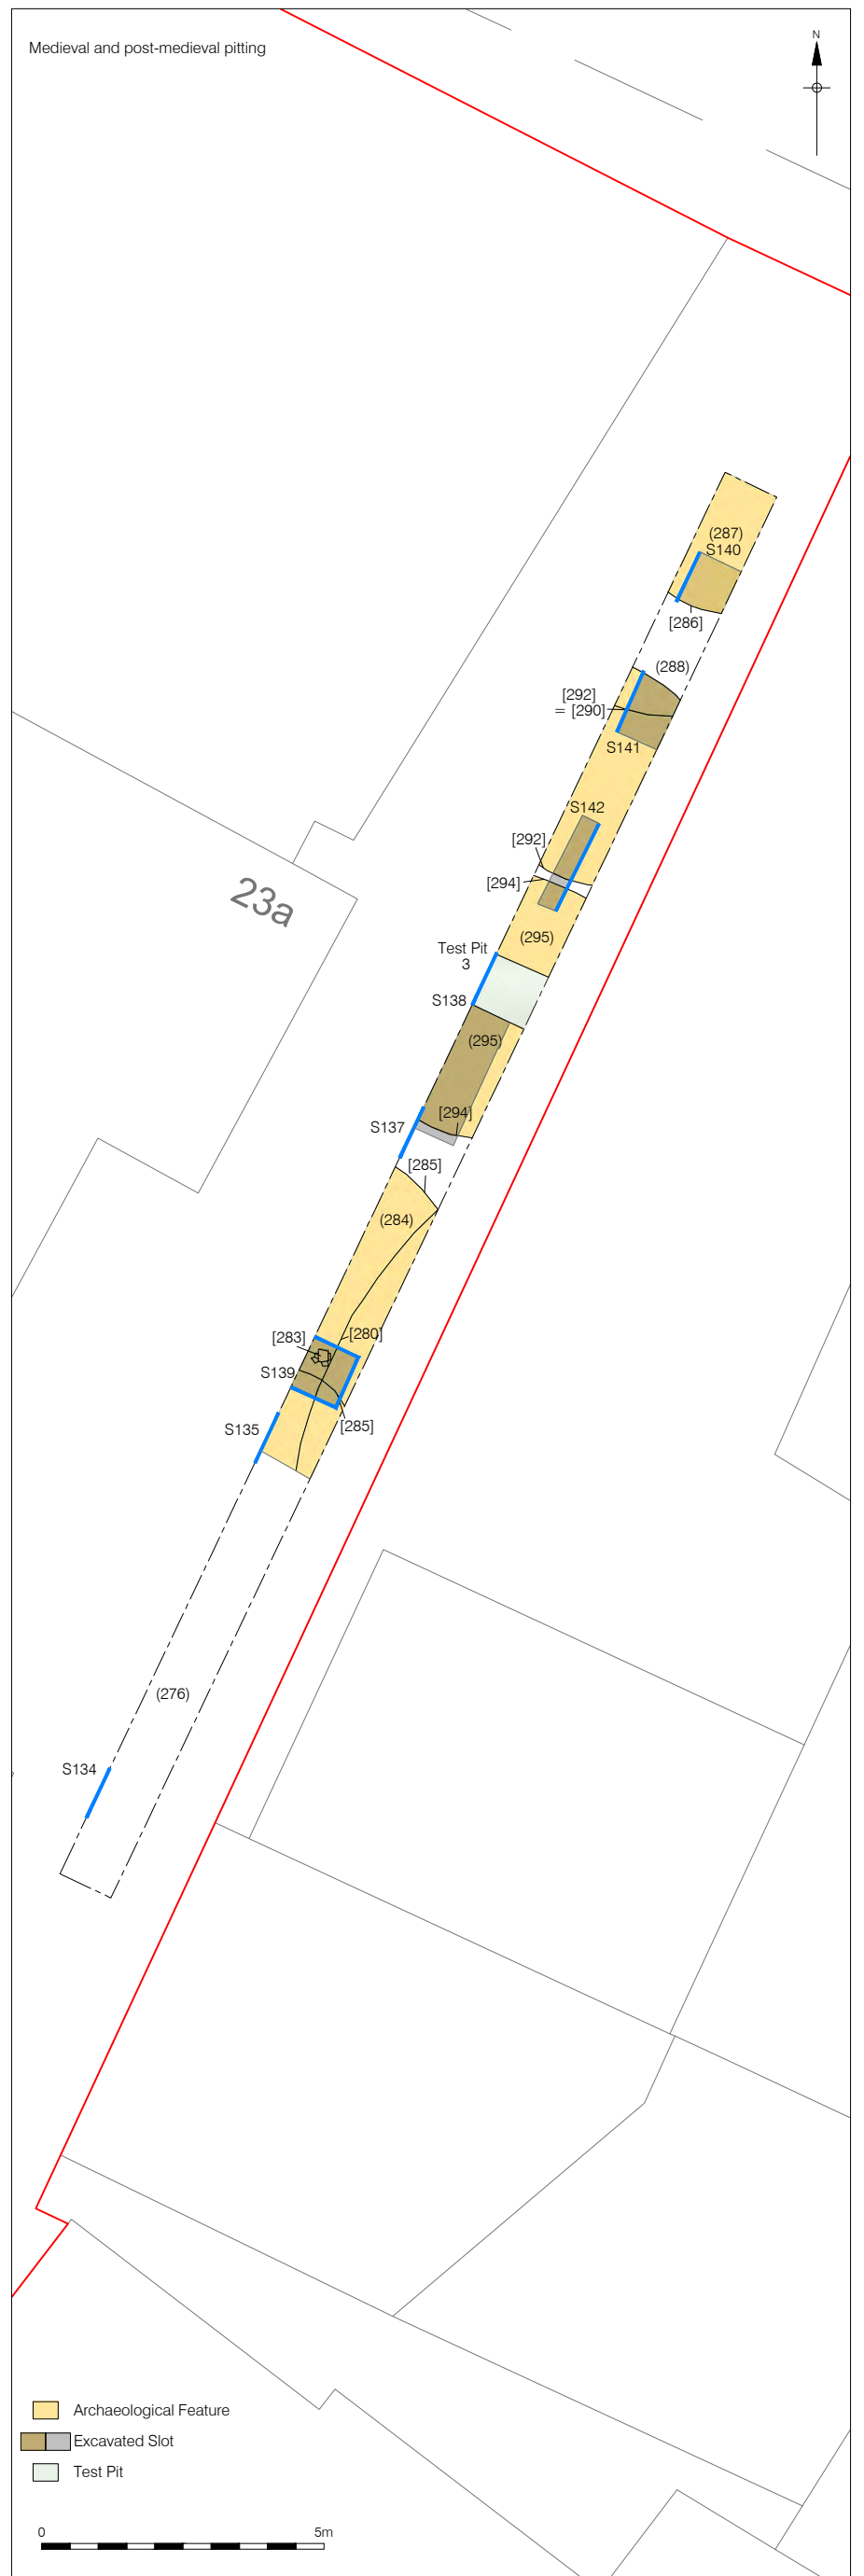 Medieval and post-medieval pitting
N
(287)
S140
[286]
(288)
[292]
= [290]
S141
S142
[292]
[294]
(295)
Test Pit
3
S138
(295)
[294]
S137
[285]
(284)
23a
[280]
[283]
S139
[285]
S135
(276)
S134
Archaeological Feature
Excavated Slot
Test Pit
0 5m